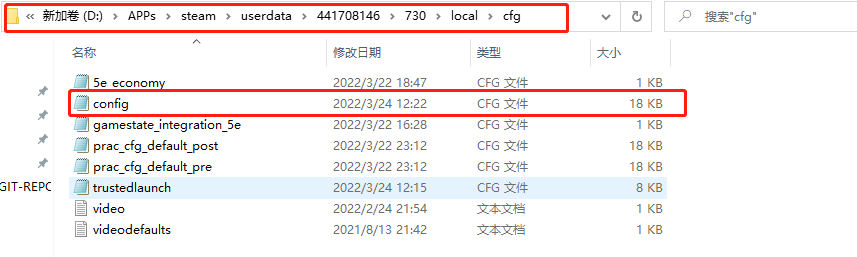 « 新加卷 (D:) > APPs > steam > userdata > 441708146 > 730 > local > cfg
搜索"cfg"
名称 修改日期 类型 大小
5e_economy 2022/3/22 18:47 CFG 文件 1 KB
config 2022/3/24 12:22 CFG 文件 18 KB
gamestate_integration_5e 2022/3/22 16:28 CFG 文件 1 KB
prac_cfg_default_post 2022/3/22 23:12 CFG 文件 18 KB
prac_cfg_default_pre 2022/3/22 23:12 CFG 文件 18 KB
GIT-REPC
trustedlaunch 2022/3/24 12:15 CFG 文件 8 KB
video 2022/2/24 21:54 文本文档 1 KB
videodefaults 2021/8/13 21:42 文本文档 1 KB